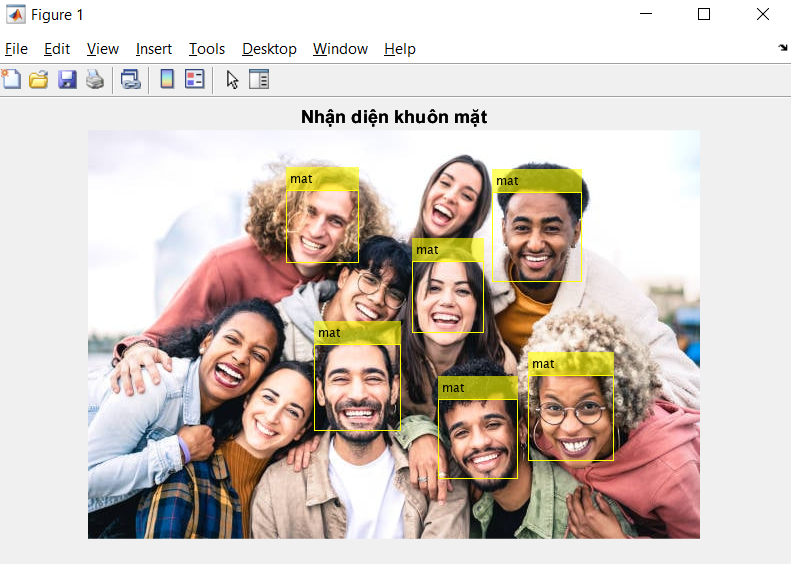 Figure 1
File Edit View Insert Tools Desktop Window Help
Nhận diện khuôn mặt
mat
mat
mat
mat
mat
mat